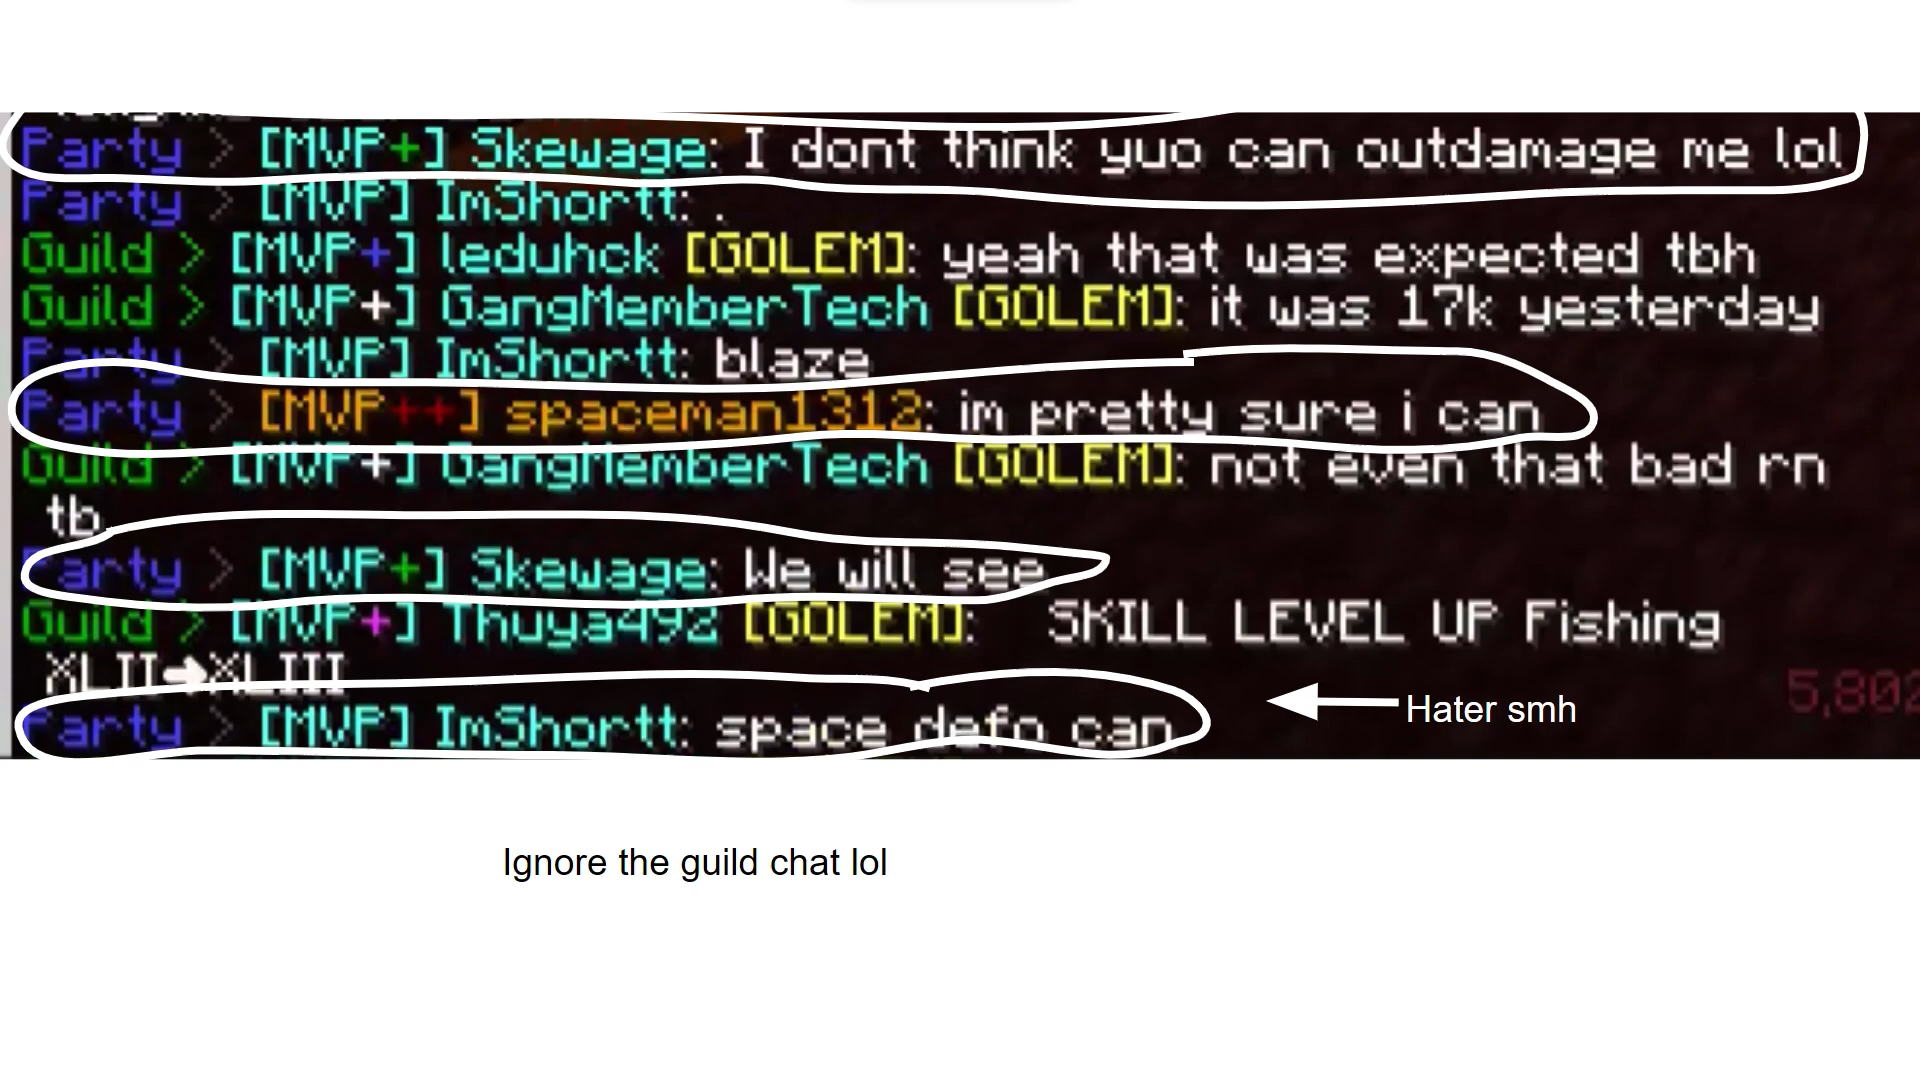 Party > [MVP+] Skewage: I dont think yuo can outdamage me lol
Party > [MVP] ImShortt: .
Guild > [MVP+] leduhck [GOLEM]: yeah that was expected tbh
Guild > [MVP+] GangMemberTech [GOLEM]: it was 17k yesterday
Party > [MVP] ImShortt: blaze
Party > [MVP++] spaceman1312: im pretty sure i can
Guild > [MVP+] GangMemberTech [GOLEM]: not even that bad rn
tb
Party > [MVP+] Skewage: We will see
Guild > [MVP+] Thuya492 [GOLEM]: SKILL LEVEL UP Fishing
XLII➜XLIII
5,802
Party > [MVP] ImShortt: space defo can
Hater smh
Ignore the guild chat lol